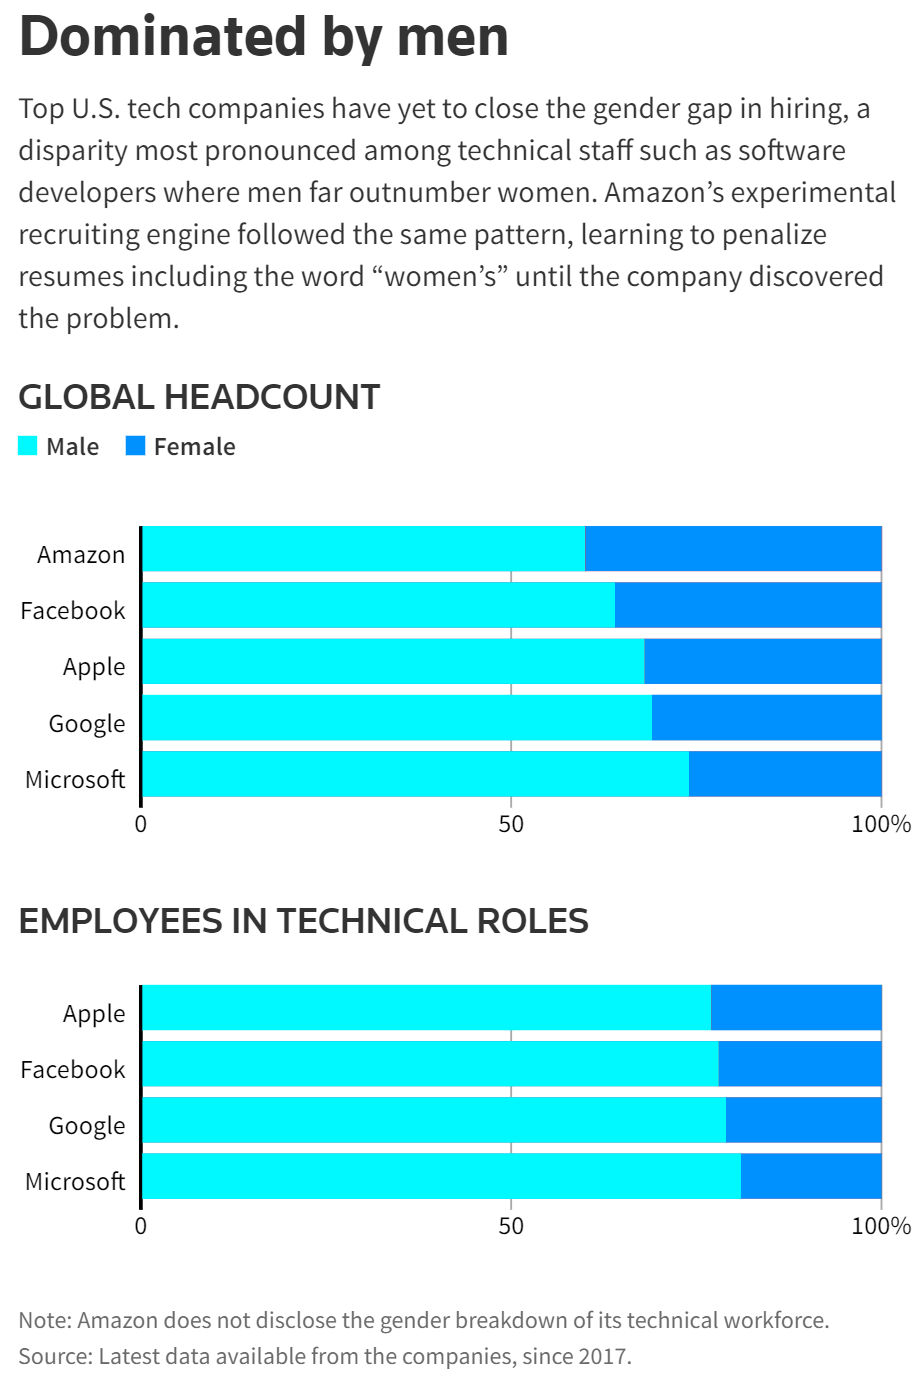 Dominated by men
Top U.S. tech companies have yet to close the gender gap in hiring, a
disparity most pronounced among technical staff such as software
developers where men far outnumber women. Amazon’s experimental
recruiting engine followed the same pattern, learning to penalize
resumes including the word “women’s” until the company discovered
the problem.
GLOBAL HEADCOUNT
Male Female
Amazon
Facebook
Apple
Google
Microsoft
0 50 100%
EMPLOYEES IN TECHNICAL ROLES
Apple
Facebook
Google
Microsoft
0 50 100%
Note: Amazon does not disclose the gender breakdown of its technical workforce.
Source: Latest data available from the companies, since 2017.